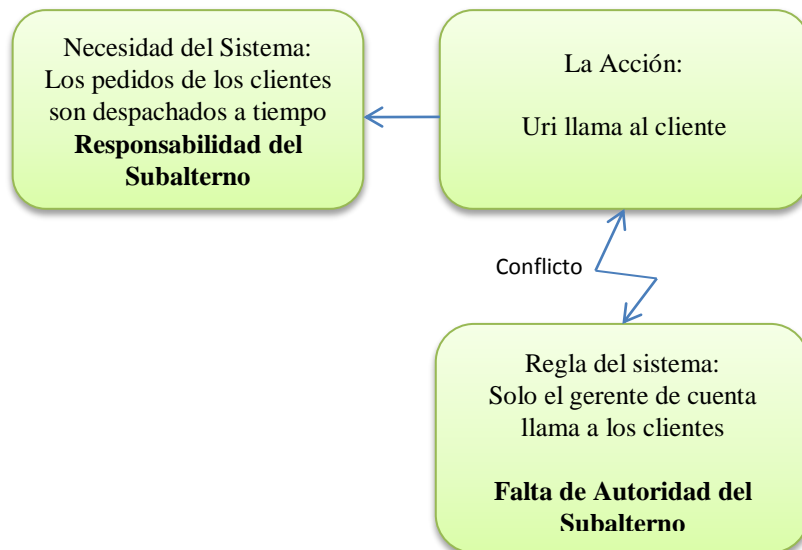 Necesidad del Sistema:
Los pedidos de los clientes
son despachados a tiempo
Responsabilidad del
Subalterno
La Acción:
Uri llama al cliente
Conflicto
Regla del sistema:
Solo el gerente de cuenta
llama a los clientes
Falta de Autoridad del
Subalterno